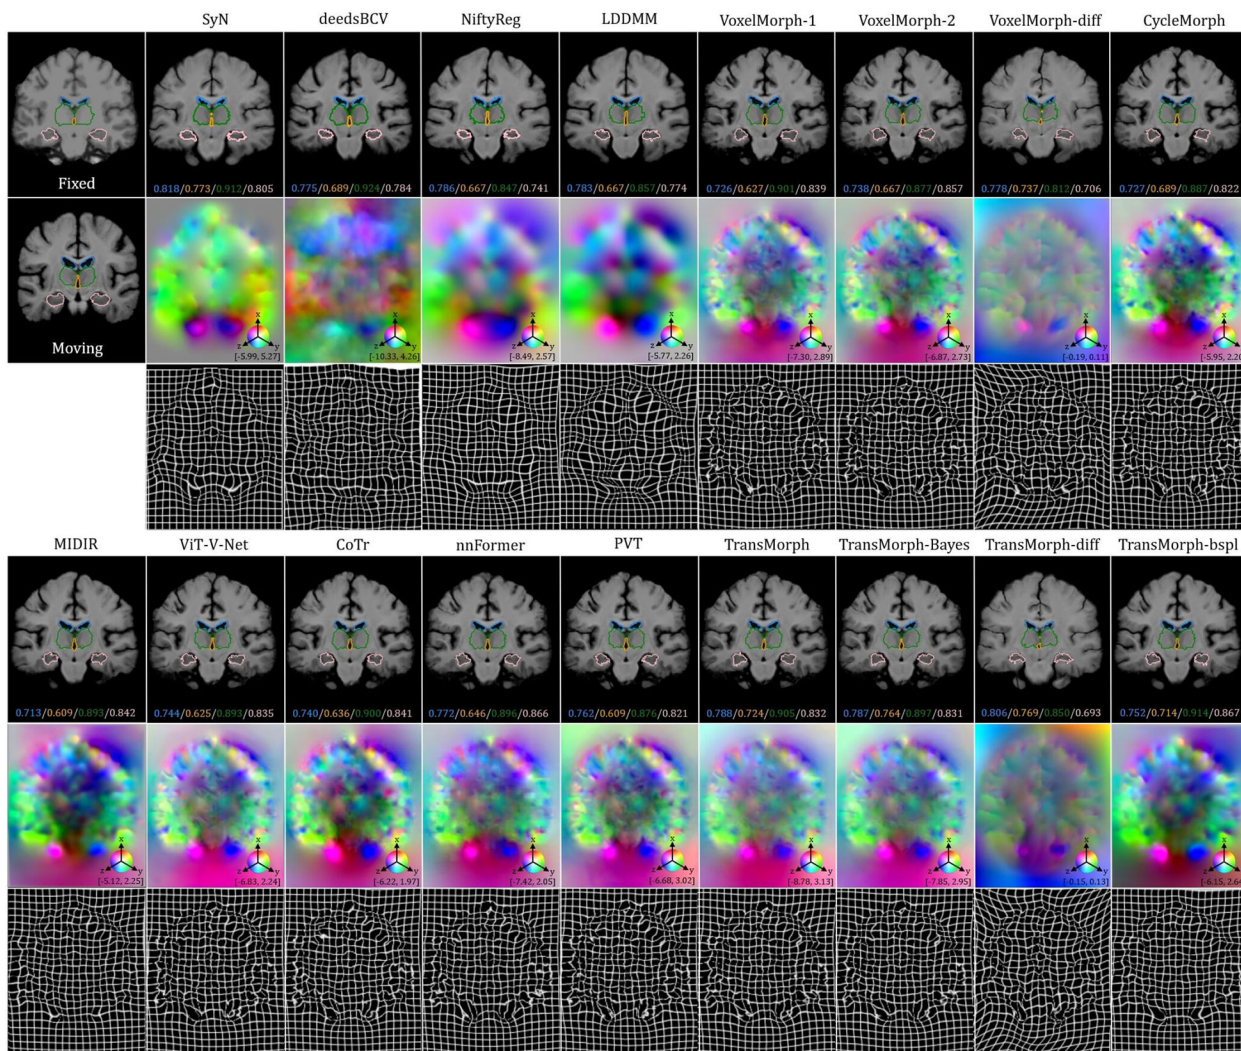 SyN deedsBCV NiftyReg LDDMM VoxelMorph-1 VoxelMorph-2 VoxelMorph-diff CycleMorph
Fixed 0.818/0.773/0.912/0.805 0.775/0.689/0.924/0.784 0.786/0.667/0.847/0.741 0.783/0.667/0.857/0.774 0.726/0.627/0.901/0.839 0.738/0.667/0.877/0.857 0.778/0.737/0.812/0.706 0.727/0.689/0.887/0.822
x x x x x x x x
z y z y z y z y z y z y z y z y
Moving [-5.99, 5.27] [-10.33, 4.26] [-8.49, 2.57] [-5.77, 2.26] [-7.30, 2.89] [-6.87, 2.73] [-0.19, 0.11] [-5.95, 2.20]
MIDIR ViT-V-Net CoTr nnFormer PVT TransMorph TransMorph-Bayes TransMorph-diff TransMorph-bspl
0.713/0.609/0.893/0.842 0.744/0.625/0.893/0.835 0.740/0.636/0.900/0.841 0.772/0.646/0.896/0.866 0.762/0.609/0.876/0.821 0.788/0.724/0.905/0.832 0.787/0.764/0.897/0.831 0.806/0.769/0.850/0.693 0.752/0.714/0.914/0.867
x x x x x x x x x
z y z y z y z y z y z y z y z y z y
[-5.12, 2.25] [-6.83, 2.24] [-6.22, 1.97] [-7.42, 2.05] [-6.68, 3.02] [-8.78, 3.13] [-7.85, 2.95] [-0.15, 0.13] [-6.15, 2.64]